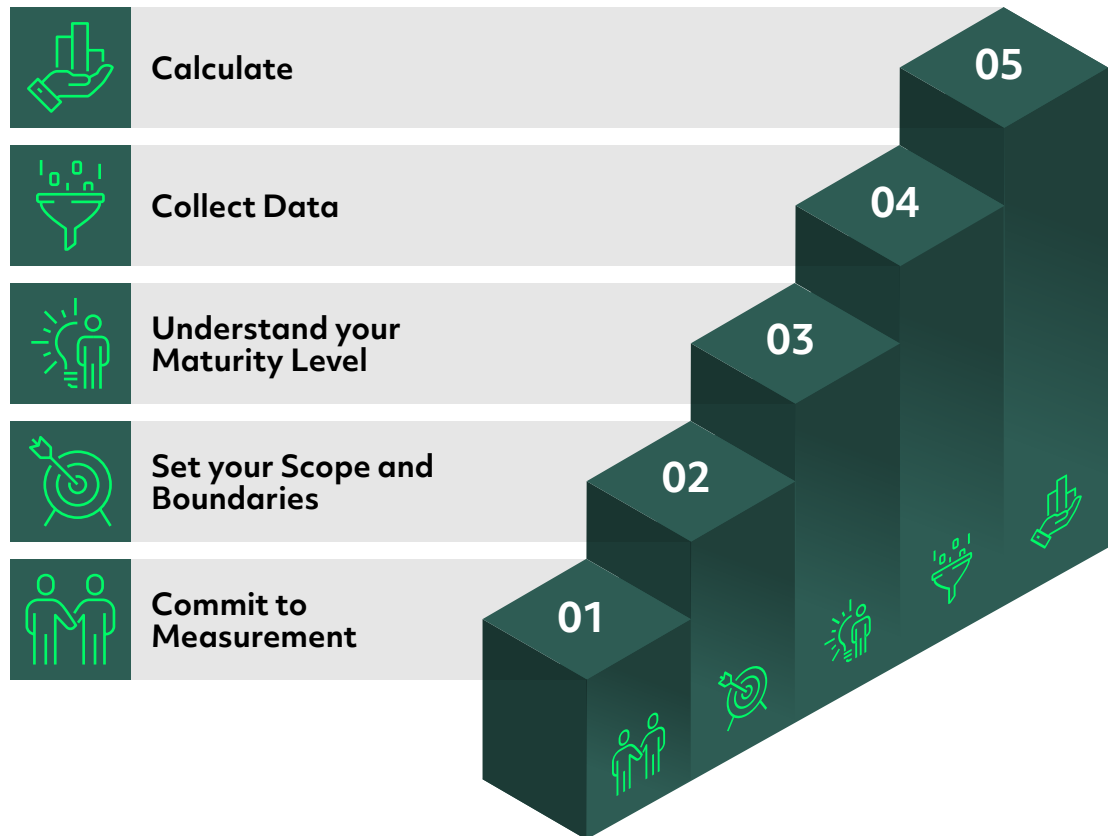 Calculate
05
Collect Data
04
Understand your
Maturity Level
03
Set your Scope and
Boundaries
02
Commit to
Measurement
01